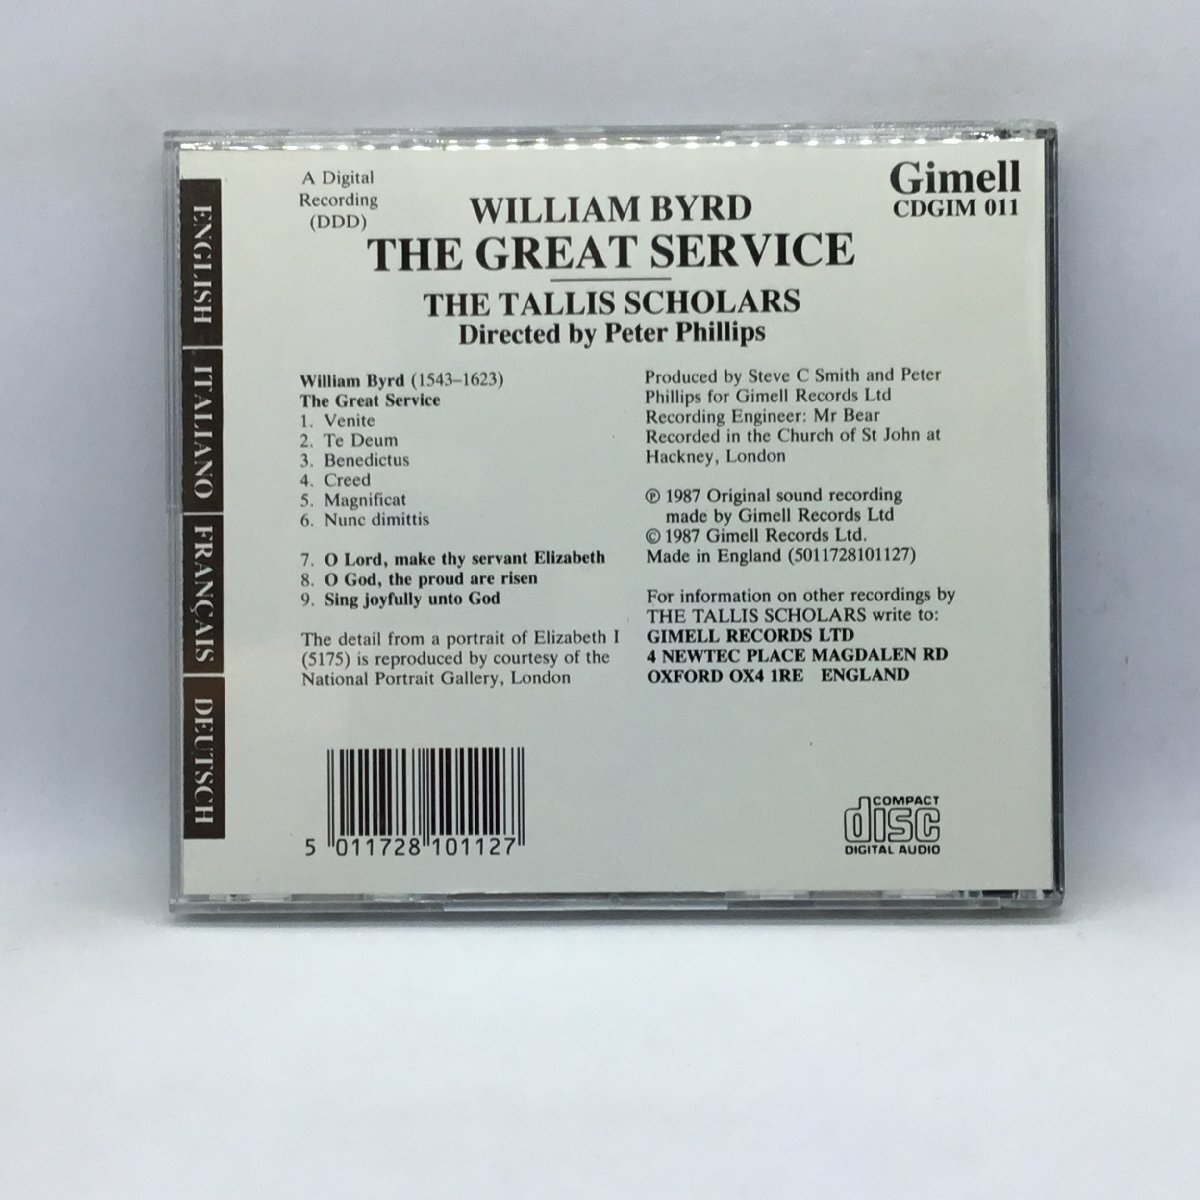 A Digital
Recording
(DDD)
Gimell
CDGIM 011
WILLIAM BYRD
THE GREAT SERVICE
THE TALLIS SCHOLARS
Directed by Peter Phillips
ENGLISH
ITALIANO
FRANÇAIS
DEUTSCH
William Byrd (1543–1623)
The Great Service
1. Venite
2. Te Deum
3. Benedictus
4. Creed
5. Magnificat
6. Nunc dimittis
7. O Lord, make thy servant Elizabeth
8. O God, the proud are risen
9. Sing joyfully unto God
The detail from a portrait of Elizabeth I
(5175) is reproduced by courtesy of the
National Portrait Gallery, London
Produced by Steve C Smith and Peter
Phillips for Gimell Records Ltd
Recording Engineer: Mr Bear
Recorded in the Church of St John at
Hackney, London
℗ 1987 Original sound recording
made by Gimell Records Ltd
© 1987 Gimell Records Ltd.
Made in England (5011728101127)
For information on other recordings by
THE TALLIS SCHOLARS write to:
GIMELL RECORDS LTD
4 NEWTEC PLACE MAGDALEN RD
OXFORD OX4 1RE ENGLAND
5 011728 101127
COMPACT
disc
DIGITAL AUDIO